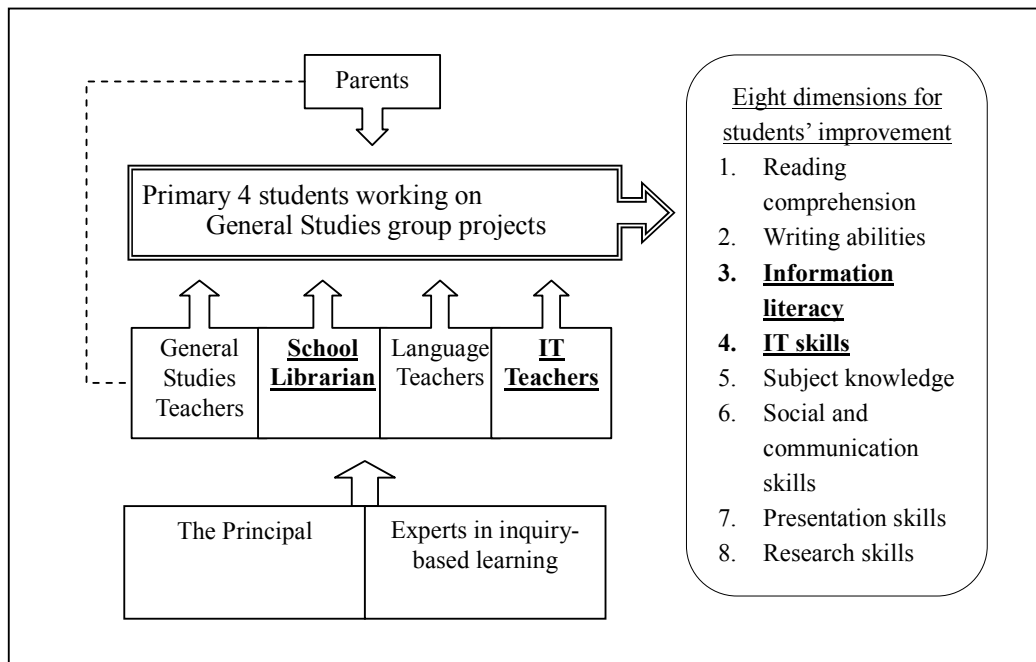 Parents
Primary 4 students working on
General Studies group projects
General
Studies
Teachers
School
Librarian
Language
Teachers
IT
Teachers
The Principal
Experts in inquiry-
based learning
Eight dimensions for
students’ improvement
1. Reading
comprehension
2. Writing abilities
3. Information
literacy
4. IT skills
5. Subject knowledge
6. Social and
communication
skills
7. Presentation skills
8. Research skills